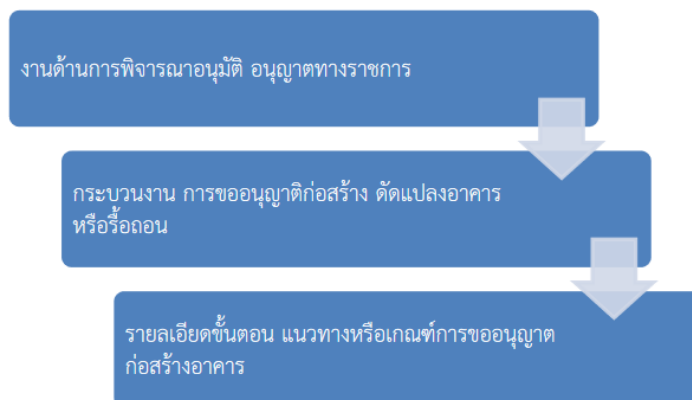 งานด้านการพิจารณาอนุมัติ อนุญาตทางราชการ
กระบวนงาน การขออนุญาติก่อสร้าง ดัดแปลงอาคาร
หรือรื้อถอน
รายลเอียดขั้นตอน แนวทางหรือเกณฑ์การขออนุญาต
ก่อสร้างอาคาร